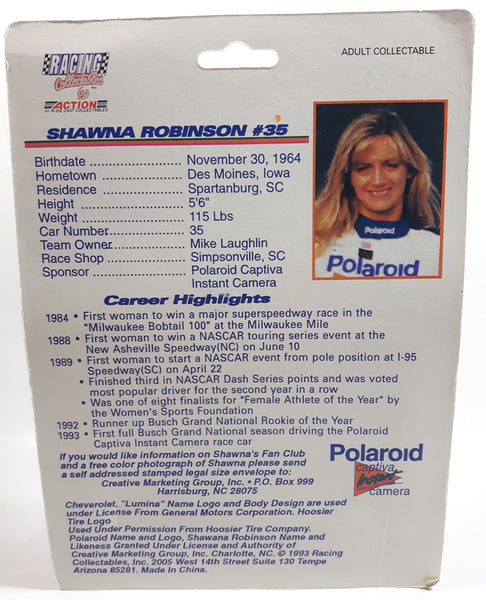 RACING
Collectables
Inc.
by
ACTION
#1 IN DIE CAST COLLECTABLES
ADULT COLLECTABLE
SHAWNA ROBINSON #35
Birthdate ..................... November 30, 1964
Hometown ..................... Des Moines, Iowa
Residence ..................... Spartanburg, SC
Height ..................... 5'6"
Weight ..................... 115 Lbs
Car Number..................... 35
Team Owner..................... Mike Laughlin
Race Shop ..................... Simpsonville, SC
Sponsor ..................... Polaroid Captiva
Instant Camera
Polaroid
Polaroid
Career Highlights
1984 • First woman to win a major superspeedway race in the
"Milwaukee Bobtail 100" at the Milwaukee Mile
1988 • First woman to win a NASCAR touring series event at the
New Asheville Speedway(NC) on June 10
1989 • First woman to start a NASCAR event from pole position at I-95
Speedway(SC) on April 22
• Finished third in NASCAR Dash Series points and was voted
most popular driver for the second year in a row
• Was one of eight finalists for "Female Athlete of the Year" by
the Women's Sports Foundation
1992 • Runner up Busch Grand National Rookie of the Year
1993 • First full Busch Grand National season driving the Polaroid
Captiva Instant Camera race car
If you would like information on Shawna's Fan Club
and a free color photograph of Shawna please send
a self addressed stamped legal size envelope to:
Creative Marketing Group, Inc. • P.O. Box 999
Harrisburg, NC 28075
Polaroid
captiva
Instant
camera
Cheverolet, "Lumina" Name Logo and Body Design are used
under License From General Motors Corporation. Hoosier
Tire Logo
Used Under Permission From Hoosier Tire Company.
Polaroid Name and Logo, Shawana Robinson Name and
Likeness Granted Under License and Authority of
Creative Marketing Group, Inc. Charlotte, NC. © 1993 Racing
Collectables, Inc. 2005 West 14th Street Suite 130 Tempe
Arizona 85281. Made In China.